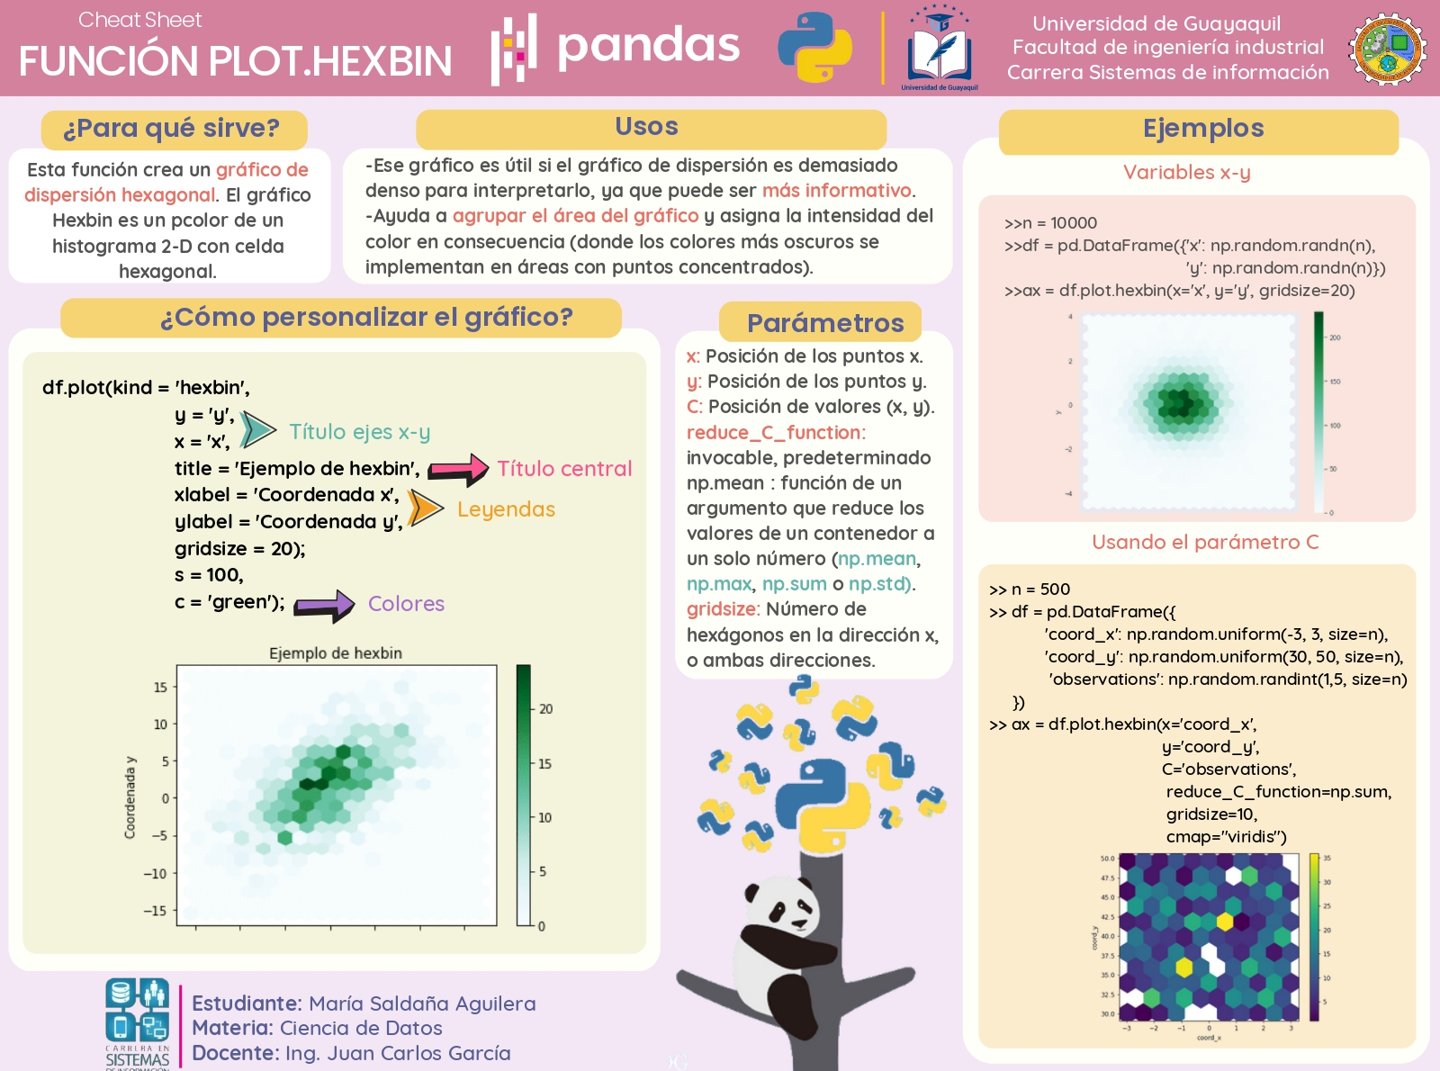 Cheat Sheet
FUNCIÓN PLOT.HEXBIN
pandas
Universidad de Guayaquil
Universidad de Guayaquil
Facultad de ingeniería industrial
Carrera Sistemas de información
¿Para qué sirve?
Esta función crea un gráfico de
dispersión hexagonal. El gráfico
Hexbin es un pcolor de un
histograma 2-D con celda
hexagonal.
Usos
-Ese gráfico es útil si el gráfico de dispersión es demasiado
denso para interpretarlo, ya que puede ser más informativo.
-Ayuda a agrupar el área del gráfico y asigna la intensidad del
color en consecuencia (donde los colores más oscuros se
implementan en áreas con puntos concentrados).
¿Cómo personalizar el gráfico?
df.plot(kind = 'hexbin',
y = 'y',
x = 'x',
Título ejes x-y
title = 'Ejemplo de hexbin',
Título central
xlabel = 'Coordenada x',
ylabel = 'Coordenada y',
Leyendas
gridsize = 20);
s = 100,
c = 'green');
Colores
Ejemplo de hexbin
Coordenada y
15
10
5
0
−5
−10
−15
20
15
10
5
0
Parámetros
x: Posición de los puntos x.
y: Posición de los puntos y.
C: Posición de valores (x, y).
reduce_C_function:
invocable, predeterminado
np.mean : función de un
argumento que reduce los
valores de un contenedor a
un solo número (np.mean,
np.max, np.sum o np.std).
gridsize: Número de
hexágonos en la dirección x,
o ambas direcciones.
Ejemplos
Variables x-y
>>n = 10000
>>df = pd.DataFrame({'x': np.random.randn(n),
'y': np.random.randn(n)})
>>ax = df.plot.hexbin(x='x', y='y', gridsize=20)
4
2
0
−2
−4
y
200
150
100
50
0
Usando el parámetro C
>> n = 500
>> df = pd.DataFrame({
'coord_x': np.random.uniform(-3, 3, size=n),
'coord_y': np.random.uniform(30, 50, size=n),
'observations': np.random.randint(1,5, size=n)
})
>> ax = df.plot.hexbin(x='coord_x',
y='coord_y',
C='observations',
reduce_C_function=np.sum,
gridsize=10,
cmap="viridis")
50.0
47.5
45.0
42.5
40.0
37.5
35.0
32.5
30.0
coord_y
−3
−2
−1
0
1
2
3
coord_x
35
30
25
20
15
10
5
CARRERA EN
SISTEMAS
Estudiante: María Saldaña Aguilera
Materia: Ciencia de Datos
Docente: Ing. Juan Carlos García